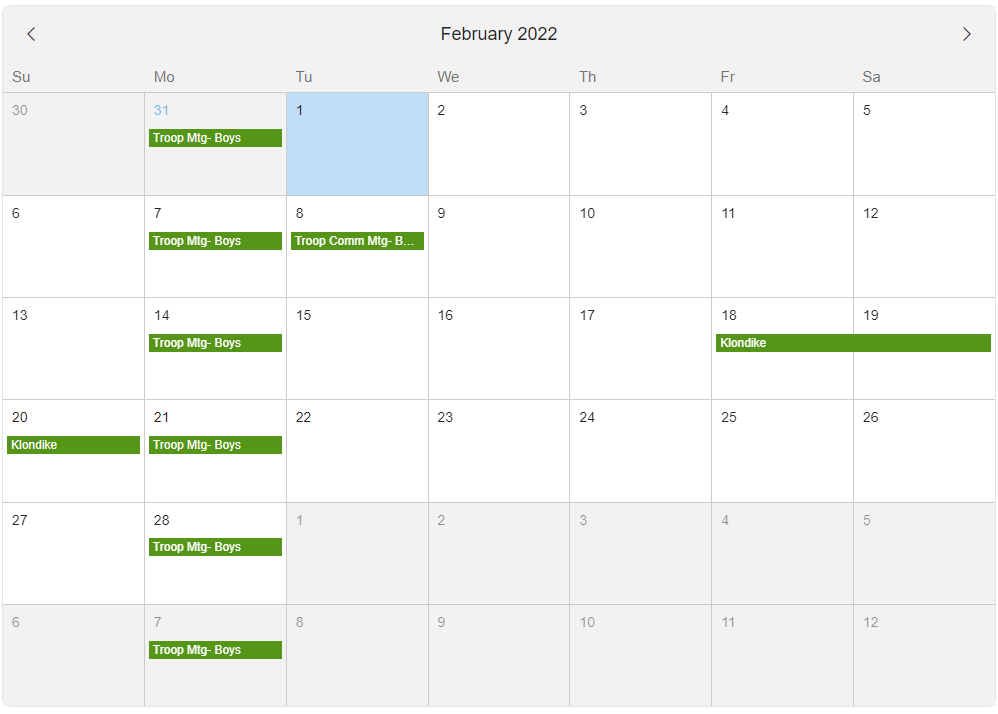 February 2022
Su Mo Tu We Th Fr Sa
30 31 1 2 3 4 5
Troop Mtg- Boys
6 7 8 9 10 11 12
Troop Mtg- Boys Troop Comm Mtg- B...
13 14 15 16 17 18 19
Troop Mtg- Boys Klondike
20 21 22 23 24 25 26
Klondike Troop Mtg- Boys
27 28 1 2 3 4 5
Troop Mtg- Boys
6 7 8 9 10 11 12
Troop Mtg- Boys